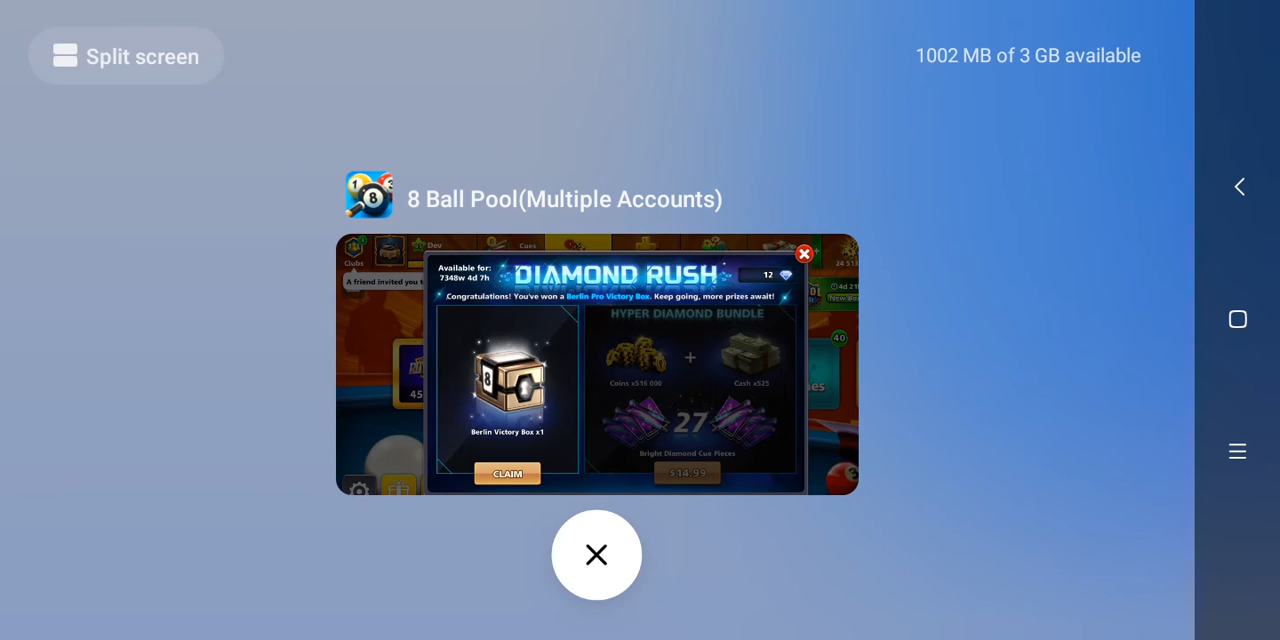 Split screen
1002 MB of 3 GB available
8 Ball Pool(Multiple Accounts)
Dev
Cues
Clubs
A friend invited you t
Available for:
7348w 4d 7h
DIAMOND RUSH
12
Congratulations! You've won a Berlin Pro Victory Box. Keep going, more prizes await!
HYPER DIAMOND BUNDLE
Coins x516 000
+
Cash x525
27
Bright Diamond Cue Pieces
Berlin Victory Box x1
CLAIM
$14.99
24 513
4d 21
New Bo
40
45